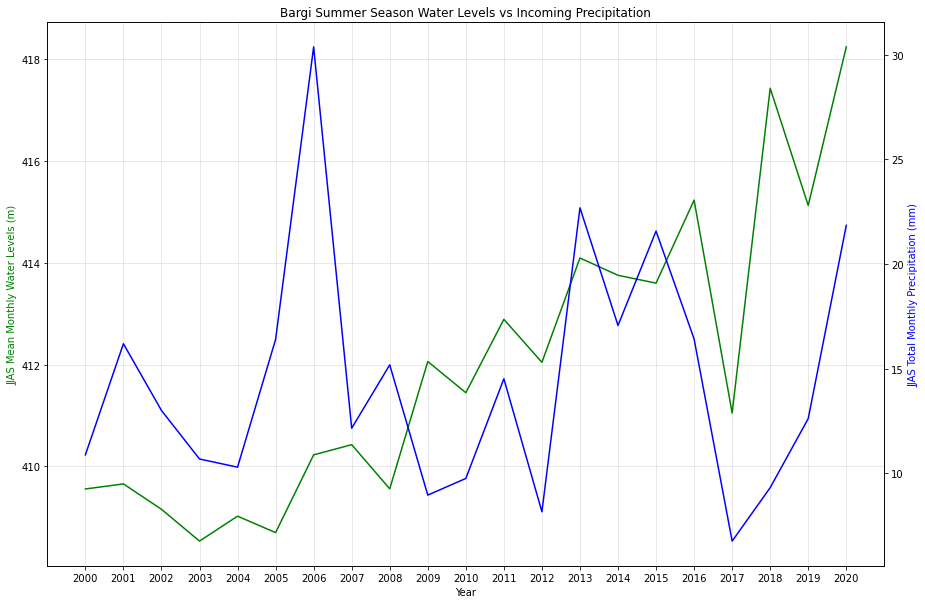 Bargi Summer Season Water Levels vs Incoming Precipitation
418
416
414
412
410
JJAS Mean Monthly Water Levels (m)
30
25
20
15
10
JJAS Total Monthly Precipitation (mm)
2000 2001 2002 2003 2004 2005 2006 2007 2008 2009 2010 2011 2012 2013 2014 2015 2016 2017 2018 2019 2020
Year